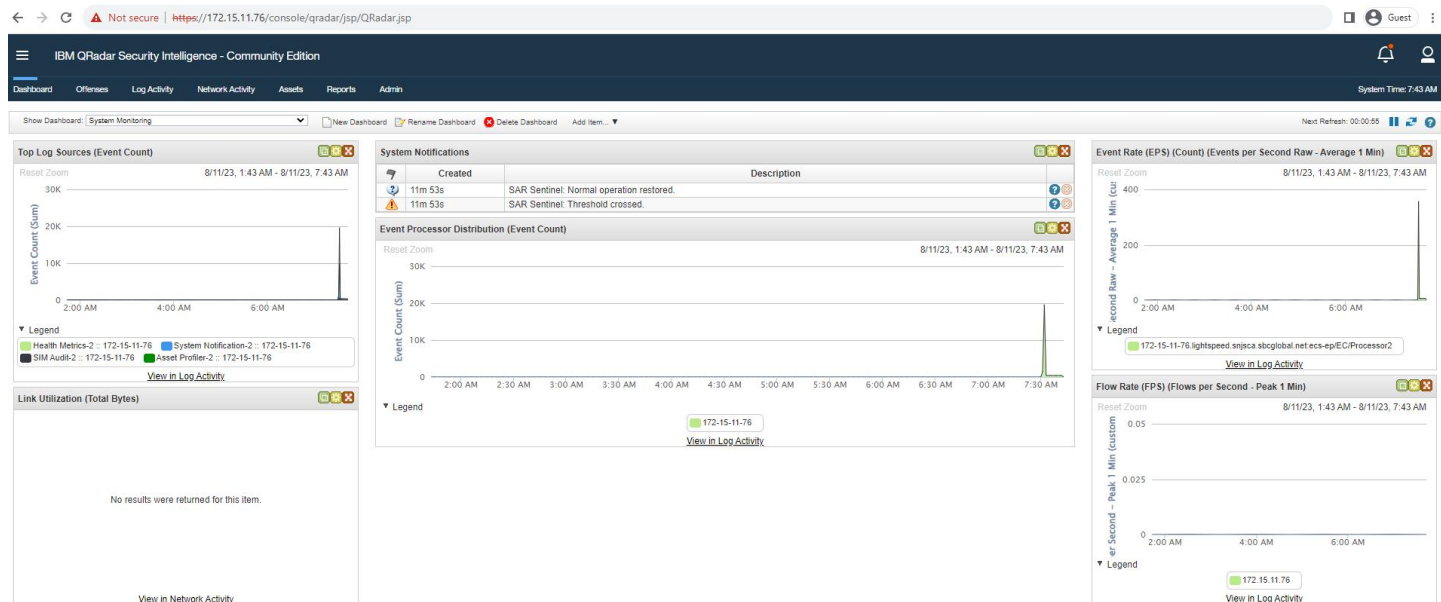 Not secure | https://172.15.11.76/console/qradar/jsp/QRadar.jsp
Guest
IBM QRadar Security Intelligence - Community Edition
Dashboard Offenses Log Activity Network Activity Assets Reports Admin
System Time: 7:43 AM
Show Dashboard: System Monitoring New Dashboard Rename Dashboard Delete Dashboard Add Item... ▼
Next Refresh: 00:00:55
Top Log Sources (Event Count)
Reset Zoom 8/11/23, 1:43 AM - 8/11/23, 7:43 AM
Event Count (Sum)
30K
20K
10K
0
2:00 AM 4:00 AM 6:00 AM
▼ Legend
Health Metrics-2 :: 172-15-11-76 System Notification-2 :: 172-15-11-76
SIM Audit-2 :: 172-15-11-76 Asset Profiler-2 :: 172-15-11-76
View in Log Activity
Link Utilization (Total Bytes)
No results were returned for this item.
View in Network Activity
System Notifications
Created Description
11m 53s SAR Sentinel: Normal operation restored.
11m 53s SAR Sentinel: Threshold crossed.
Event Processor Distribution (Event Count)
Reset Zoom 8/11/23, 1:43 AM - 8/11/23, 7:43 AM
Event Count (Sum)
30K
20K
10K
0
2:00 AM 2:30 AM 3:00 AM 3:30 AM 4:00 AM 4:30 AM 5:00 AM 5:30 AM 6:00 AM 6:30 AM 7:00 AM 7:30 AM
▼ Legend
172-15-11-76
View in Log Activity
Event Rate (EPS) (Count) (Events per Second Raw - Average 1 Min)
Reset Zoom 8/11/23, 1:43 AM - 8/11/23, 7:43 AM
econd Raw – Average 1 Min (cu:
400
200
0
2:00 AM 4:00 AM 6:00 AM
▼ Legend
172-15-11-76.lightspeed.snjsca.sbcglobal.net:ecs-ep/EC/Processor2
View in Log Activity
Flow Rate (FPS) (Flows per Second - Peak 1 Min)
Reset Zoom 8/11/23, 1:43 AM - 8/11/23, 7:43 AM
er Second – Peak 1 Min (custom
0.05
0.025
0
2:00 AM 4:00 AM 6:00 AM
▼ Legend
172.15.11.76
View in Log Activity